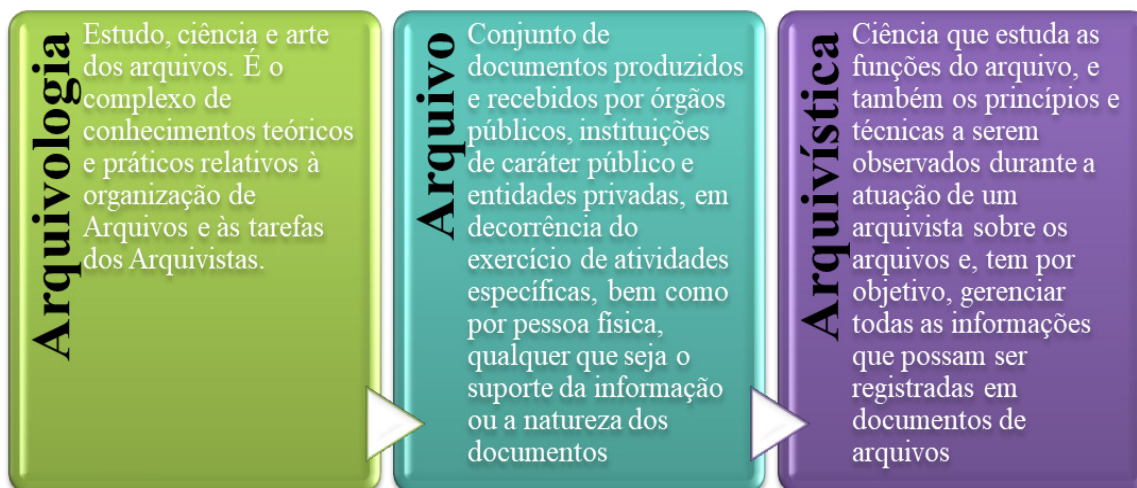 Arquivologia
Estudo, ciência e arte
dos arquivos. É o
complexo de
conhecimentos teóricos
e práticos relativos à
organização de
Arquivos e às tarefas
dos Arquivistas.
Arquivo
Conjunto de
documentos produzidos
e recebidos por órgãos
públicos, instituições
de caráter público e
entidades privadas, em
decorrência do
exercício de atividades
específicas, bem como
por pessoa física,
qualquer que seja o
suporte da informação
ou a natureza dos
documentos
Arquivística
Ciência que estuda as
funções do arquivo, e
também os princípios e
técnicas a serem
observados durante a
atuação de um
arquivista sobre os
arquivos e, tem por
objetivo, gerenciar
todas as informações
que possam ser
registradas em
documentos de
arquivos